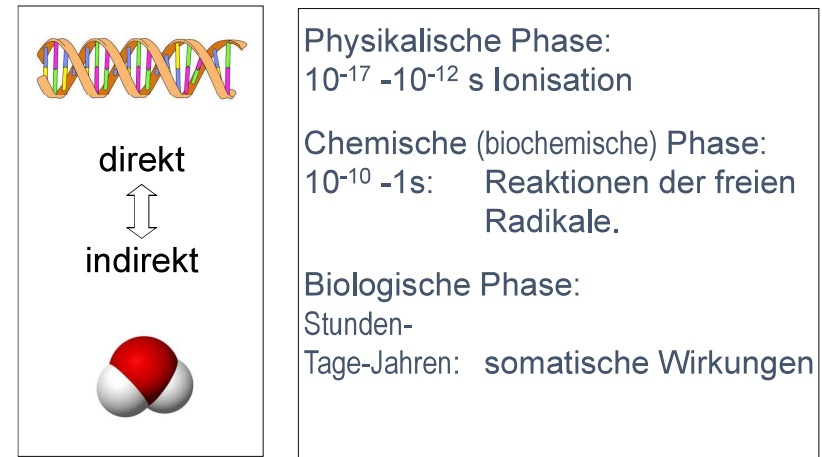 direkt
indirekt
Physikalische Phase:
10⁻¹⁷ -10⁻¹² s Ionisation
Chemische (biochemische) Phase:
10⁻¹⁰ -1s: Reaktionen der freien
Radikale.
Biologische Phase:
Stunden-
Tage-Jahren: somatische Wirkungen